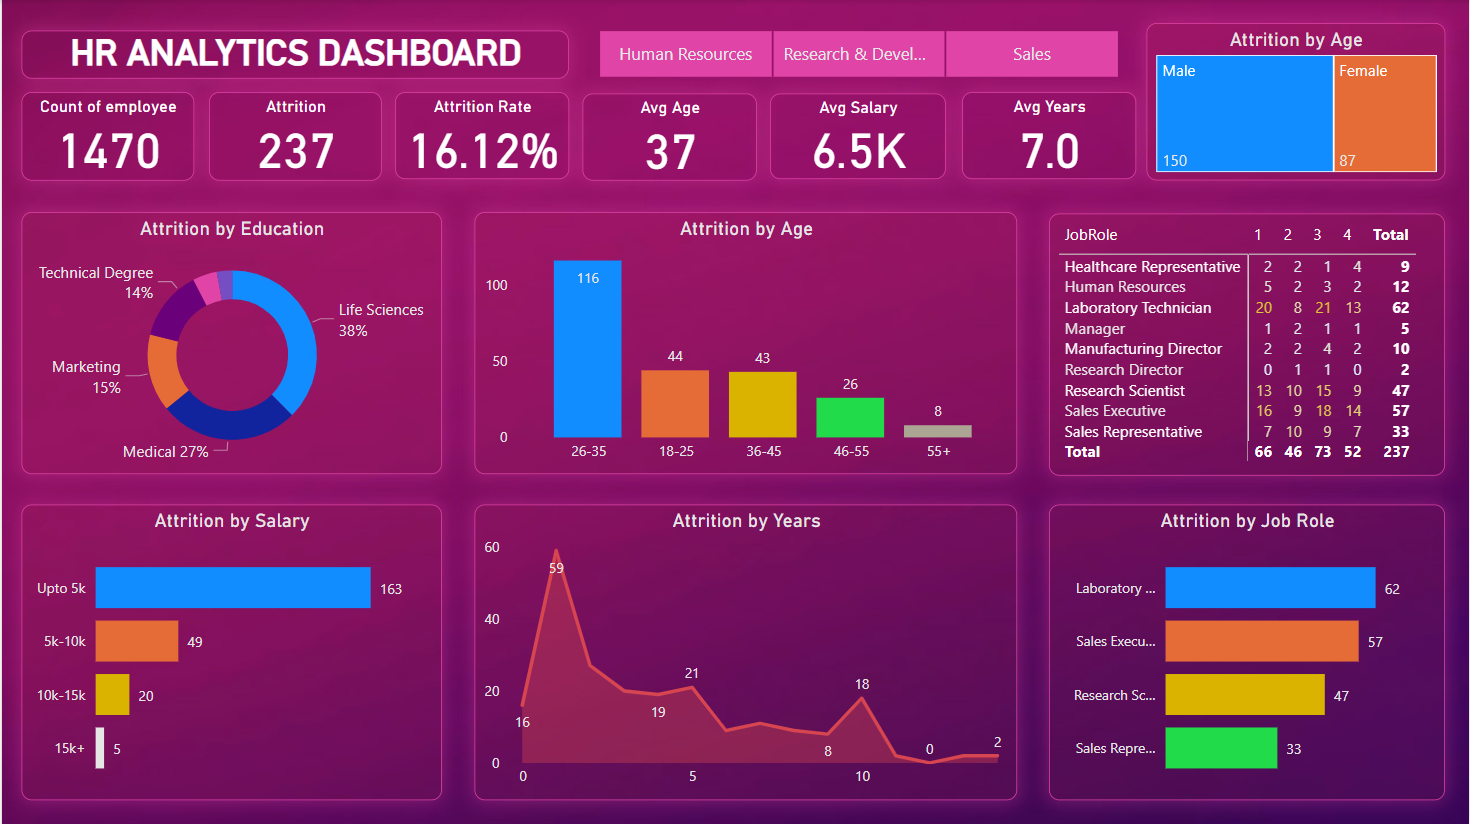 HR ANALYTICS DASHBOARD
Human Resources
Research & Devel...
Sales
Attrition by Age
Male
Female
150
87
Count of employee
1470
Attrition
237
Attrition Rate
16.12%
Avg Age
37
Avg Salary
6.5K
Avg Years
7.0
Attrition by Education
Technical Degree
14%
Life Sciences
38%
Marketing
15%
Medical 27%
Attrition by Age
100
50
0
116
44
43
26
8
26-35 18-25 36-45 46-55 55+
JobRole 1 2 3 4 Total
Healthcare Representative 2 2 1 4 9
Human Resources 5 2 3 2 12
Laboratory Technician 20 8 21 13 62
Manager 1 2 1 1 5
Manufacturing Director 2 2 4 2 10
Research Director 0 1 1 0 2
Research Scientist 13 10 15 9 47
Sales Executive 16 9 18 14 57
Sales Representative 7 10 9 7 33
Total 66 46 73 52 237
Attrition by Salary
Upto 5k 163
5k-10k 49
10k-15k 20
15k+ 5
Attrition by Years
60
40
20
0
16
59
19
21
8
18
0
2
0 5 10
Attrition by Job Role
Laboratory ... 62
Sales Execu... 57
Research Sc... 47
Sales Repre... 33